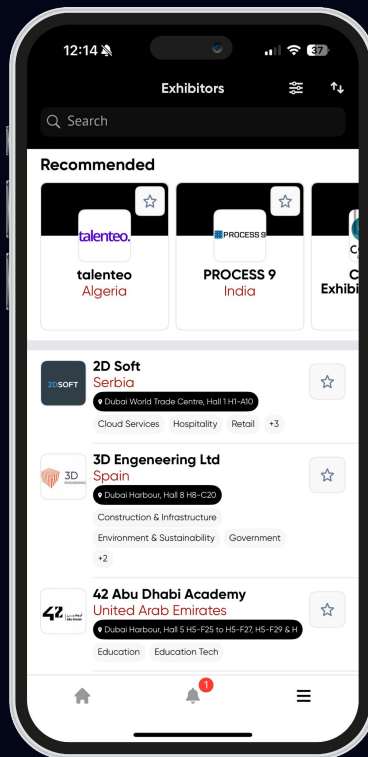 12:14
37
Exhibitors
Search
Recommended
talenteo.
talenteo
Algeria
PROCESS 9
PROCESS 9
India
C
Exhibi
2DSOFT
2D Soft
Serbia
Dubai World Trade Centre, Hall 1 H1-A10
Cloud Services Hospitality Retail +3
3D
3D Engeneering Ltd
Spain
Dubai Harbour, Hall 8 H8-C20
Construction & Infrastructure
Environment & Sustainability Government
+2
42
42 Abu Dhabi Academy
United Arab Emirates
Dubai Harbour, Hall 5 H5-F25 to H5-F27, H5-F29 & H
Education Education Tech
1